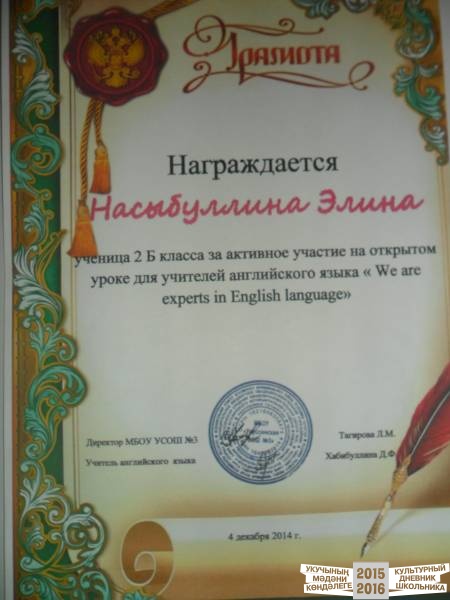 Грамота
Награждается
Насыбуллина Элина
ученица 2 Б класса за активное участие на открытом
уроке для учителей английского языка « We are
experts in English language»
Директор МБОУ УСОШ №3 Тагирова Л.М.
Учитель английского языка Хабибуллина Д.Ф.
4 декабря 2014 г.
УКУЧЫНЫҢ МӘДӘНИ КӨНДӘЛЕГЕ
2015 2016
КУЛЬТУРНЫЙ ДНЕВНИК ШКОЛЬНИКА